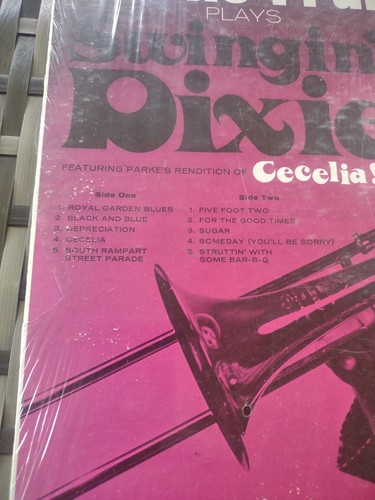 PLAYS
Swingin'
Dixie
FEATURING PARKE'S RENDITION OF Cecelia!
Side One
1. ROYAL GARDEN BLUES
2. BLACK AND BLUE
3. DEPRECIATION
4. CECELIA
5. SOUTH RAMPART
STREET PARADE
Side Two
1. FIVE FOOT TWO
2. FOR THE GOOD TIMES
3. SUGAR
4. SOMEDAY (YOU'LL BE SORRY)
5. STRUTTIN' WITH
SOME BAR-B-Q